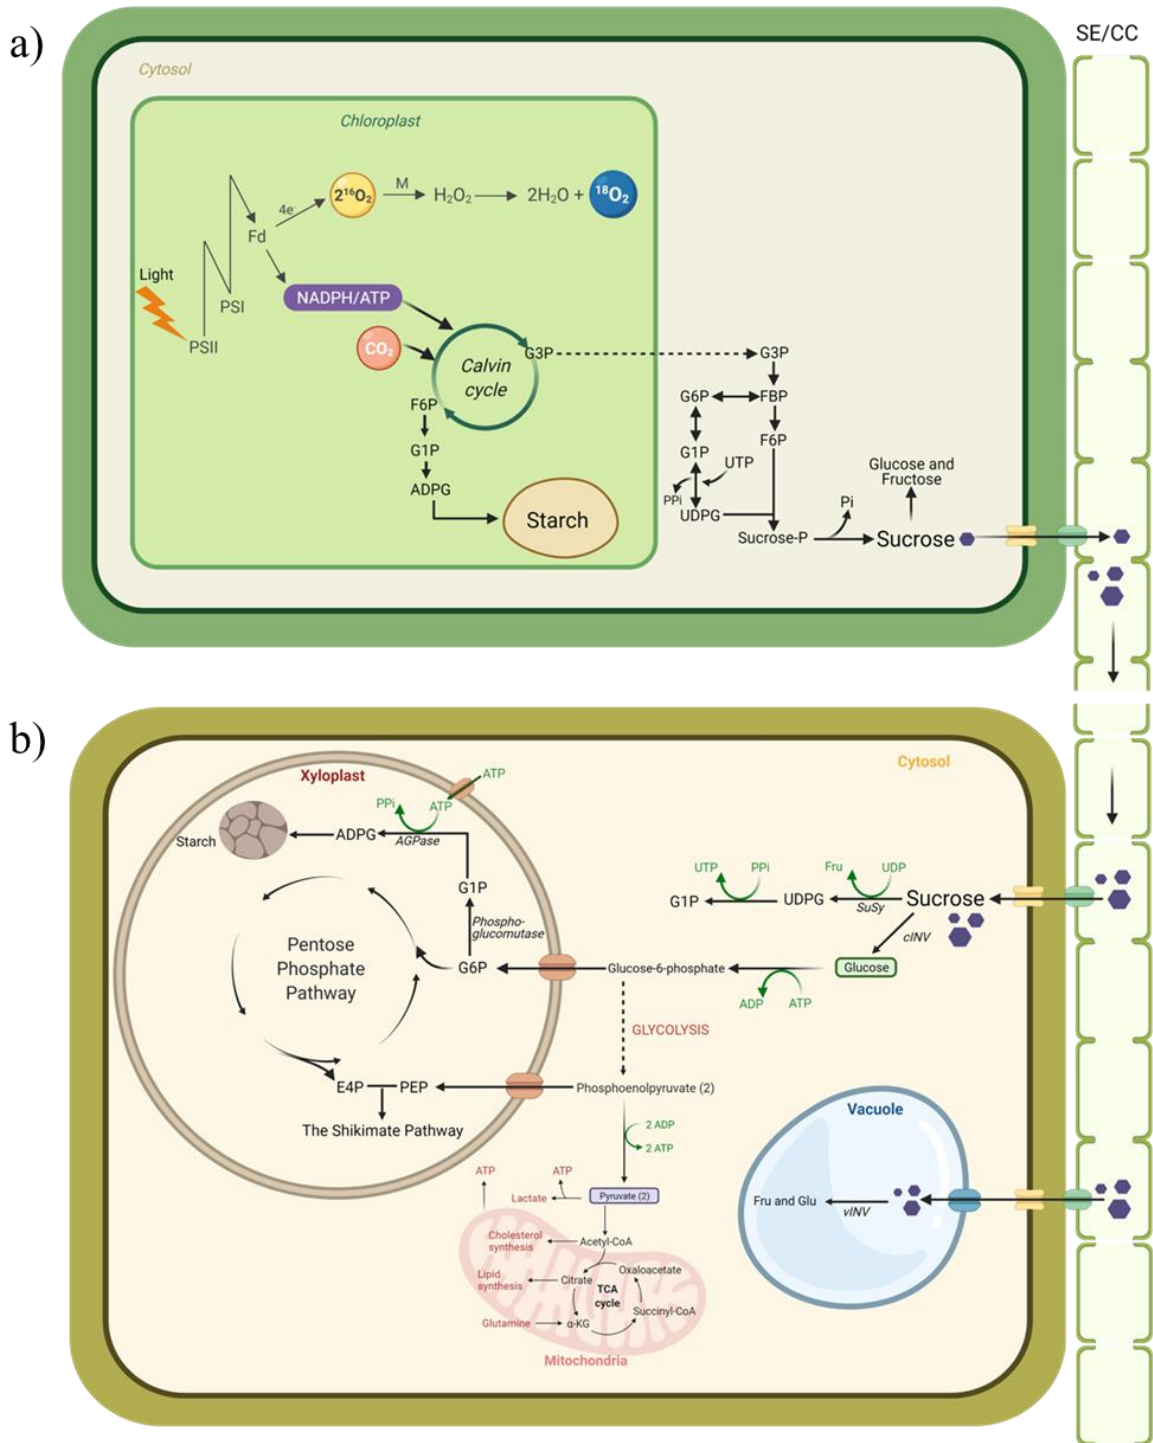 a)
SE/CC
Cytosol
Chloroplast
2¹⁶O₂
M
H₂O₂
2H₂O +
¹⁸O₂
4e⁻
Fd
Light
NADPH/ATP
PSI
PSII
CO₂
Calvin
cycle
G3P
G3P
G6P
FBP
F6P
F6P
G1P
G1P
UTP
Glucose and
Fructose
ADPG
PPi
Pi
UDPG
Starch
Sucrose-P
Sucrose
b)
Xyloplast
ATP
Cytosol
PPi
ATP
Starch
ADPG
AGPase
UTP
PPi
Fru
UDP
G1P
G1P
UDPG
SuSy
Sucrose
Phospho-
glucomutase
cINV
Pentose
Phosphate
Pathway
G6P
Glucose-6-phosphate
Glucose
ADP
ATP
GLYCOLYSIS
E4P
PEP
Phosphoenolpyruvate (2)
Vacuole
The Shikimate Pathway
2 ADP
2 ATP
ATP
ATP
Lactate
Pyruvate (2)
Fru and Glu
vINV
Cholesterol
synthesis
Acetyl-CoA
Lipid
synthesis
Citrate
Oxaloacetate
TCA
cycle
Succinyl-CoA
Glutamine
α-KG
Mitochondria